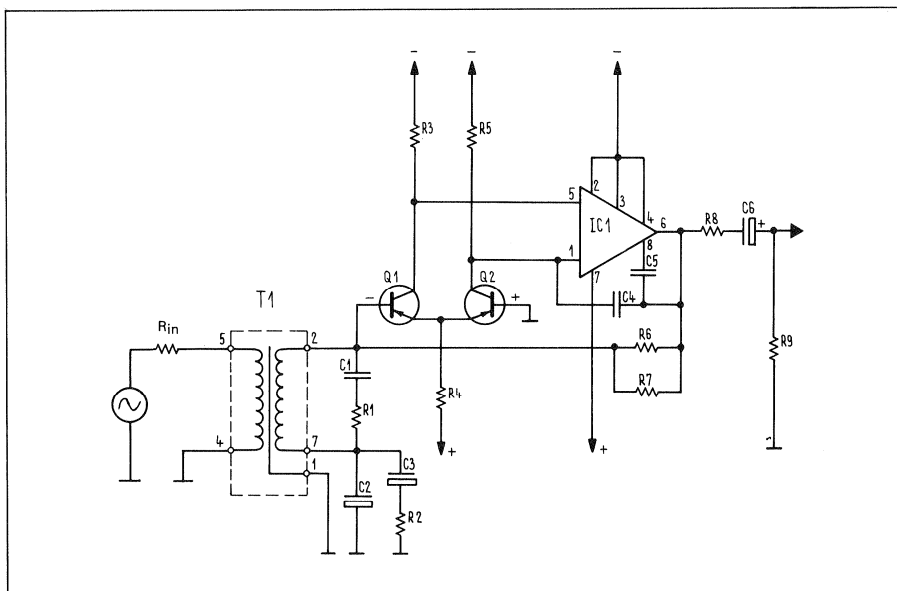 − − −
R3 R5
2
5 3
4 C6
IC1 6 R8 +
8
1 C5
7
Q1 Q2 C4
− +
T1
Rin R6
5 2 R9
C1 R7
R4
R1
4 7 + +
1 C3
C2
R2